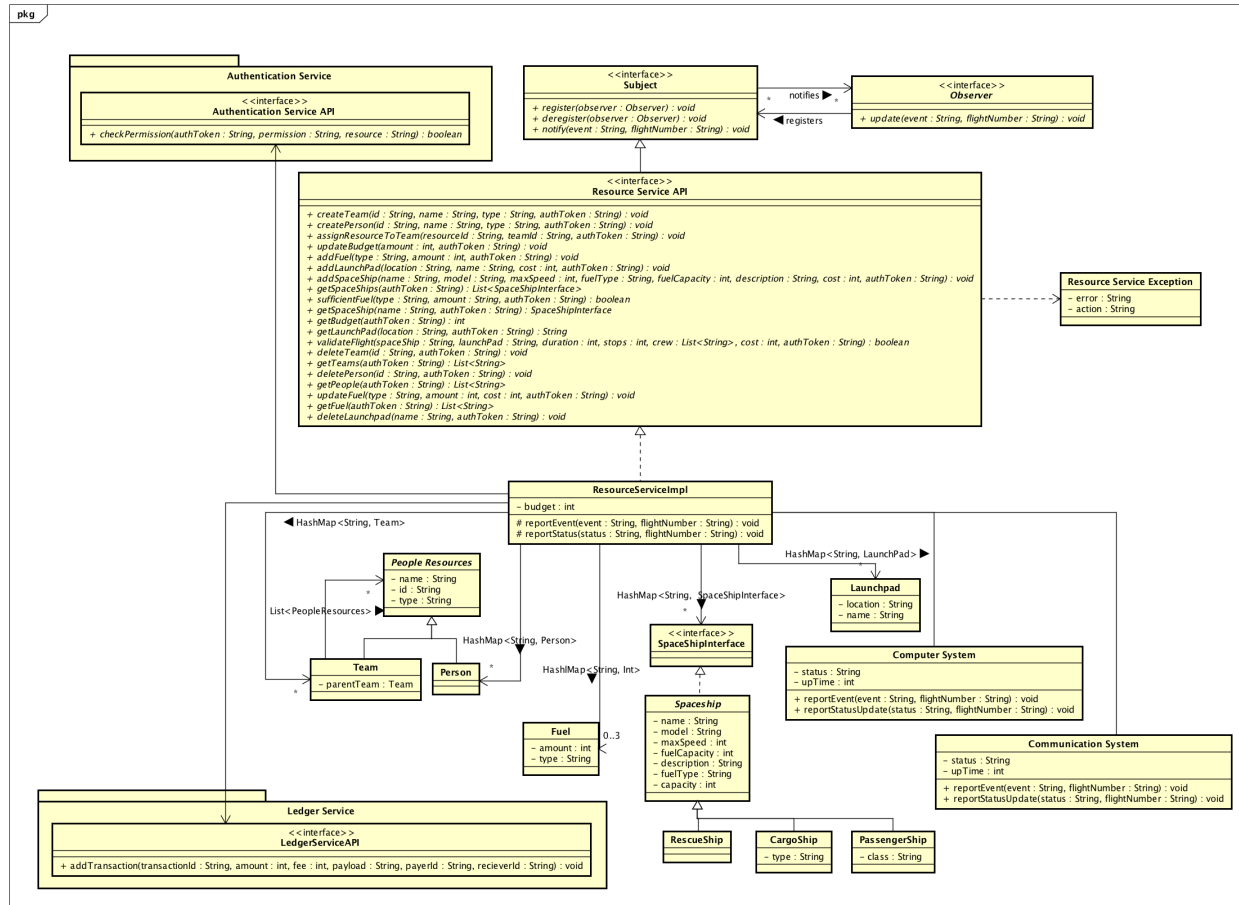 pkg
Authentication Service
<<interface>>
Authentication Service API
+ checkPermission(authToken : String, permission : String, resource : String) : boolean
<<interface>>
Subject
+ register(observer : Observer) : void
+ deregister(observer : Observer) : void
+ notify(event : String, flightNumber : String) : void
*
notifies
*
registers
<<interface>>
Observer
+ update(event : String, flightNumber : String) : void
<<interface>>
Resource Service API
+ createTeam(id : String, name : String, type : String, authToken : String) : void
+ createPerson(id : String, name : String, type : String, authToken : String) : void
+ assignResourceToTeam(resourceId : String, teamId : String, authToken : String) : void
+ updateBudget(amount : int, authToken : String) : void
+ addFuel(type : String, amount : int, authToken : String) : void
+ addLaunchPad(location : String, name : String, cost : int, authToken : String) : void
+ addSpaceShip(name : String, model : String, maxSpeed : int, fuelType : String, fuelCapacity : int, description : String, cost : int, authToken : String) : void
+ getSpaceShips(authToken : String) : List<SpaceShipInterface>
+ sufficientFuel(type : String, amount : String, authToken : String) : boolean
+ getSpaceShip(name : String, authToken : String) : SpaceShipInterface
+ getBudget(authToken : String) : int
+ getLaunchPad(location : String, authToken : String) : String
+ validateFlight(spaceShip : String, launchPad : String, duration : int, stops : int, crew : List<String>, cost : int, authToken : String) : boolean
+ deleteTeam(id : String, authToken : String) : void
+ getTeams(authToken : String) : List<String>
+ deletePerson(id : String, authToken : String) : void
+ getPeople(authToken : String) : List<String>
+ updateFuel(type : String, amount : int, cost : int, authToken : String) : void
+ getFuel(authToken : String) : List<String>
+ deleteLaunchpad(name : String, authToken : String) : void
Resource Service Exception
- error : String
- action : String
ResourceServiceImpl
- budget : int
# reportEvent(event : String, flightNumber : String) : void
# reportStatus(status : String, flightNumber : String) : void
HashMap<String, Team>
*
People Resources
- name : String
- id : String
- type : String
*
List<PeopleResources>
Team
- parentTeam : Team
Person
HashMap<String, Person>
*
HashlMap<String, Int>
0..3
Fuel
- amount : int
- type : String
HashMap<String, SpaceShipInterface>
*
<<interface>>
SpaceShipInterface
Spaceship
- name : String
- model : String
- maxSpeed : int
- fuelCapacity : int
- description : String
- fuelType : String
- capacity : int
RescueShip
CargoShip
- type : String
PassengerShip
- class : String
HashMap<String, LaunchPad>
*
Launchpad
- location : String
- name : String
Computer System
- status : String
- upTime : int
+ reportEvent(event : String, flightNumber : String) : void
+ reportStatusUpdate(status : String, flightNumber : String) : void
Communication System
- status : String
- upTime : int
+ reportEvent(event : String, flightNumber : String) : void
+ reportStatusUpdate(status : String, flightNumber : String) : void
Ledger Service
<<interface>>
LedgerServiceAPI
+ addTransaction(transactionId : String, amount : int, fee : int, payload : String, payerId : String, recieverId : String) : void